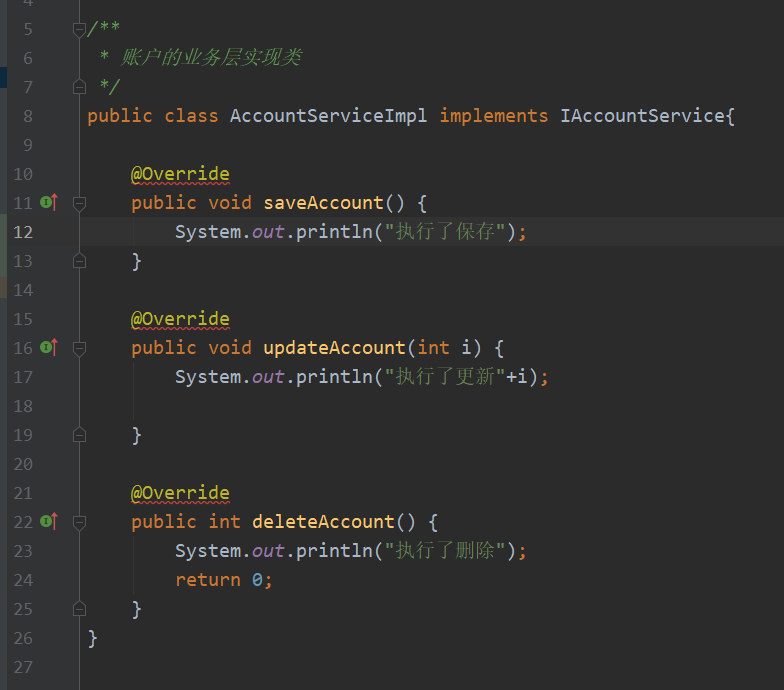 4
5 /**
6 * 账户的业务层实现类
7 */
8 public class AccountServiceImpl implements IAccountService{
9
10 @Override
11 public void saveAccount() {
12 System.out.println("执行了保存");
13 }
14
15 @Override
16 public void updateAccount(int i) {
17 System.out.println("执行了更新"+i);
18
19 }
20
21 @Override
22 public int deleteAccount() {
23 System.out.println("执行了删除");
24 return 0;
25 }
26 }
27